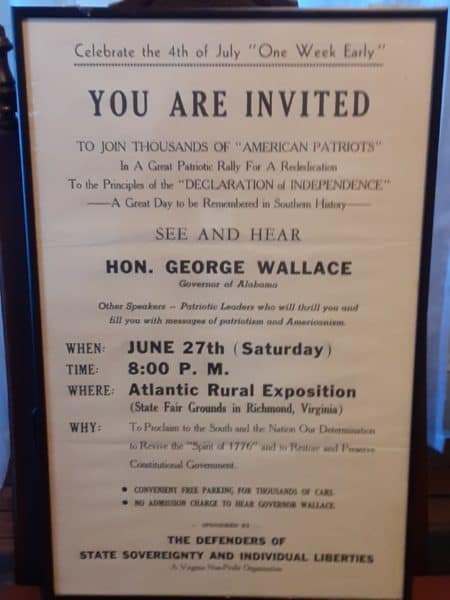 Celebrate the 4th of July "One Week Early"
YOU ARE INVITED
TO JOIN THOUSANDS OF "AMERICAN PATRIOTS"
In A Great Patriotic Rally For A Rededication
To the Principles of the "DECLARATION of INDEPENDENCE"
—A Great Day to be Remembered in Southern History—
SEE AND HEAR
HON. GEORGE WALLACE
Governor of Alabama
Other Speakers — Patriotic Leaders who will thrill you and
fill you with messages of patriotism and Americanism.
WHEN: JUNE 27th (Saturday)
TIME: 8:00 P. M.
WHERE: Atlantic Rural Exposition
(State Fair Grounds in Richmond, Virginia)
WHY: To Proclaim to the South and the Nation Our Determination
to Revive the "Spirit of 1776" and to Restore and Preserve
Constitutional Government.
• CONVENIENT FREE PARKING FOR THOUSANDS OF CARS.
• NO ADMISSION CHARGE TO HEAR GOVERNOR WALLACE.
— SPONSORED BY —
THE DEFENDERS OF
STATE SOVEREIGNTY AND INDIVIDUAL LIBERTIES
A Virginia Non-Profit Organization